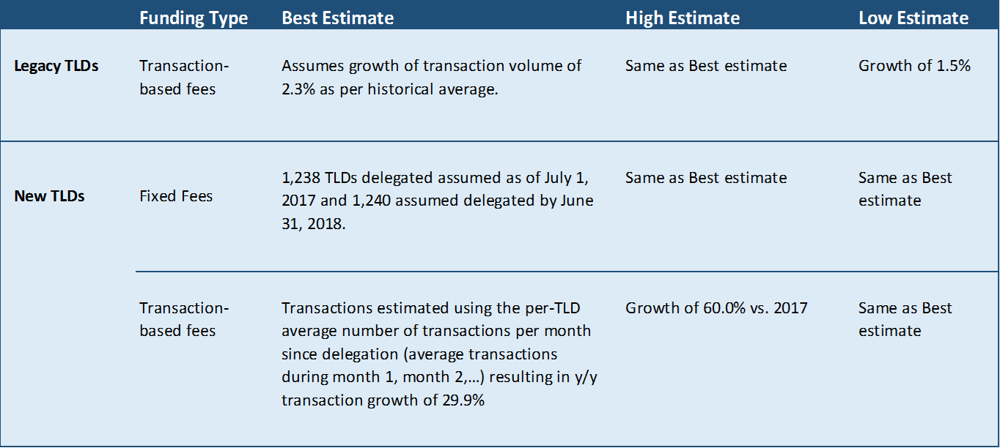 Funding Type Best Estimate High Estimate Low Estimate
Legacy TLDs
Transaction-
based fees
Assumes growth of transaction volume of
2.3% as per historical average.
Same as Best estimate
Growth of 1.5%
New TLDs
Fixed Fees
1,238 TLDs delegated assumed as of July 1,
2017 and 1,240 assumed delegated by June
31, 2018.
Same as Best estimate
Same as Best
estimate
Transaction-
based fees
Transactions estimated using the per-TLD
average number of transactions per month
since delegation (average transactions
during month 1, month 2,…) resulting in y/y
transaction growth of 29.9%
Growth of 60.0% vs. 2017
Same as Best
estimate